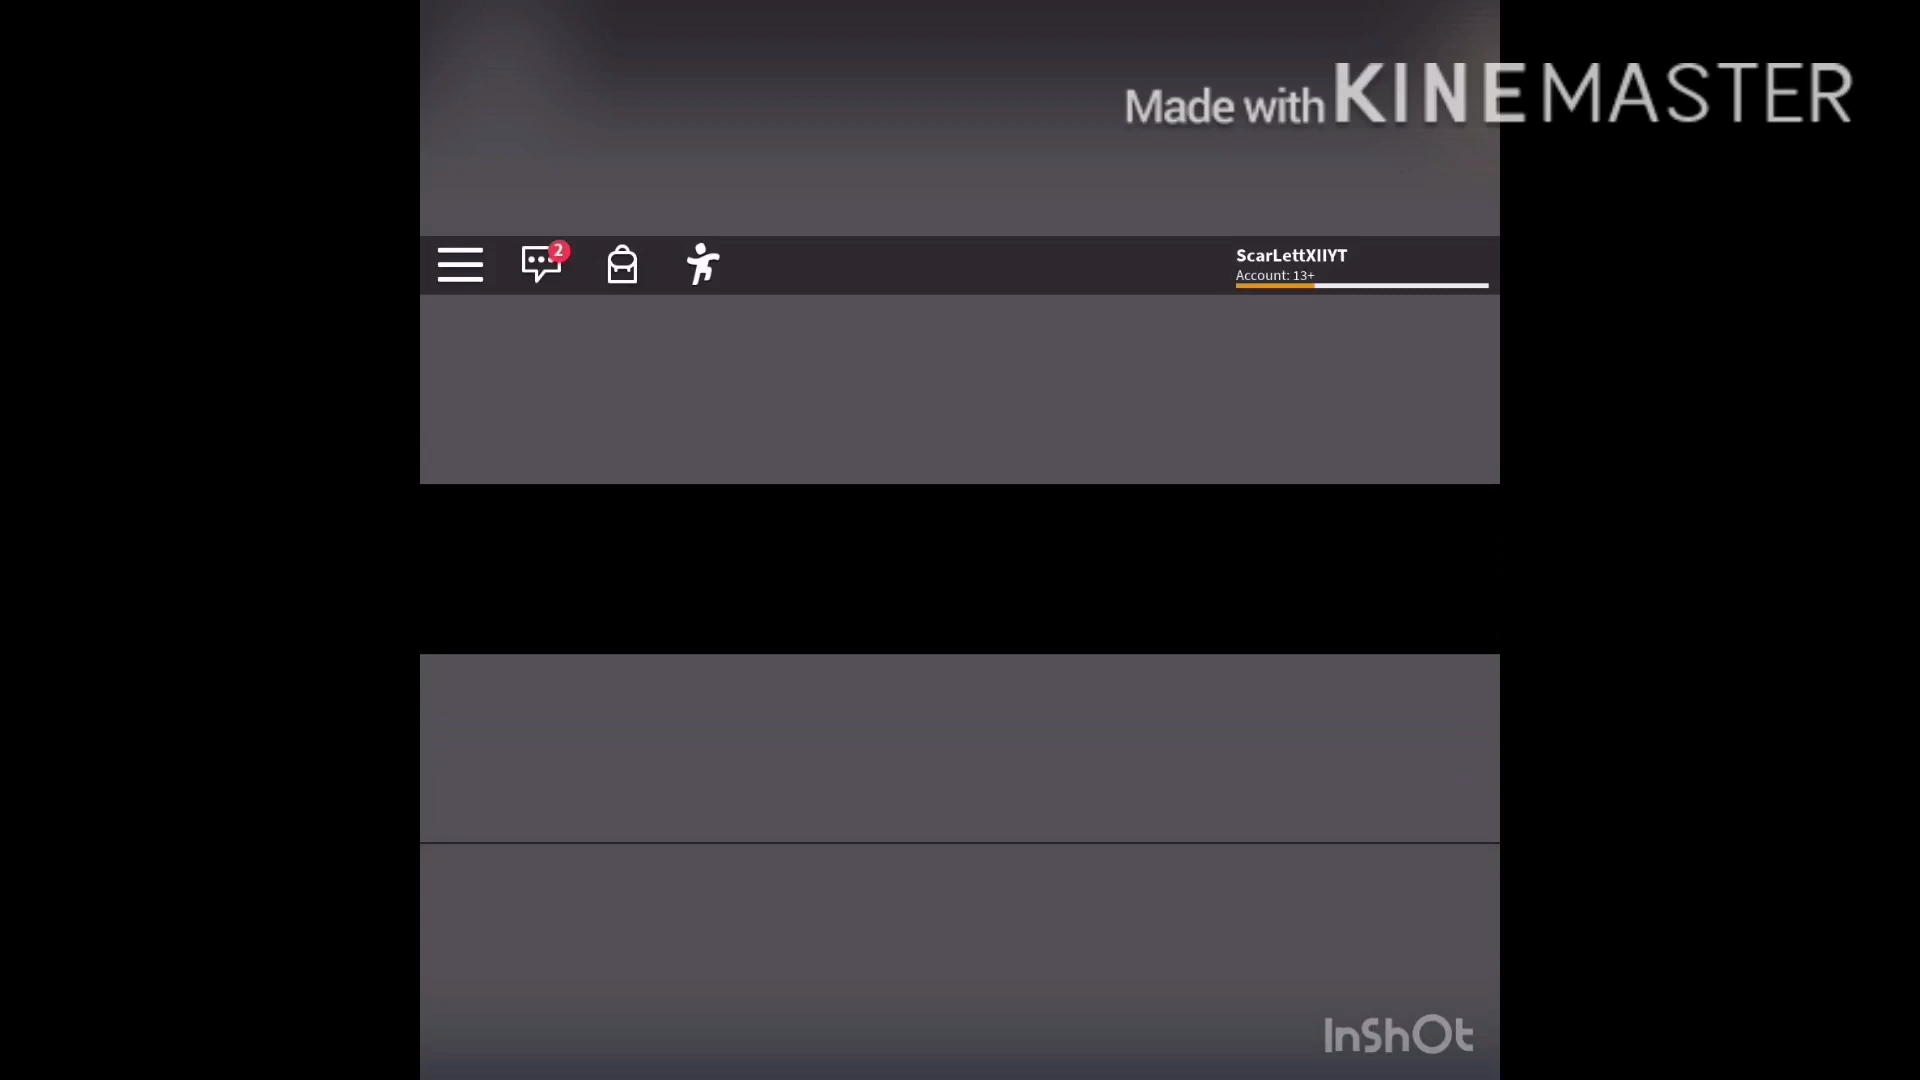 Made with KINEMASTER
2
ScarLettXIIYT
Account: 13+
InShOt